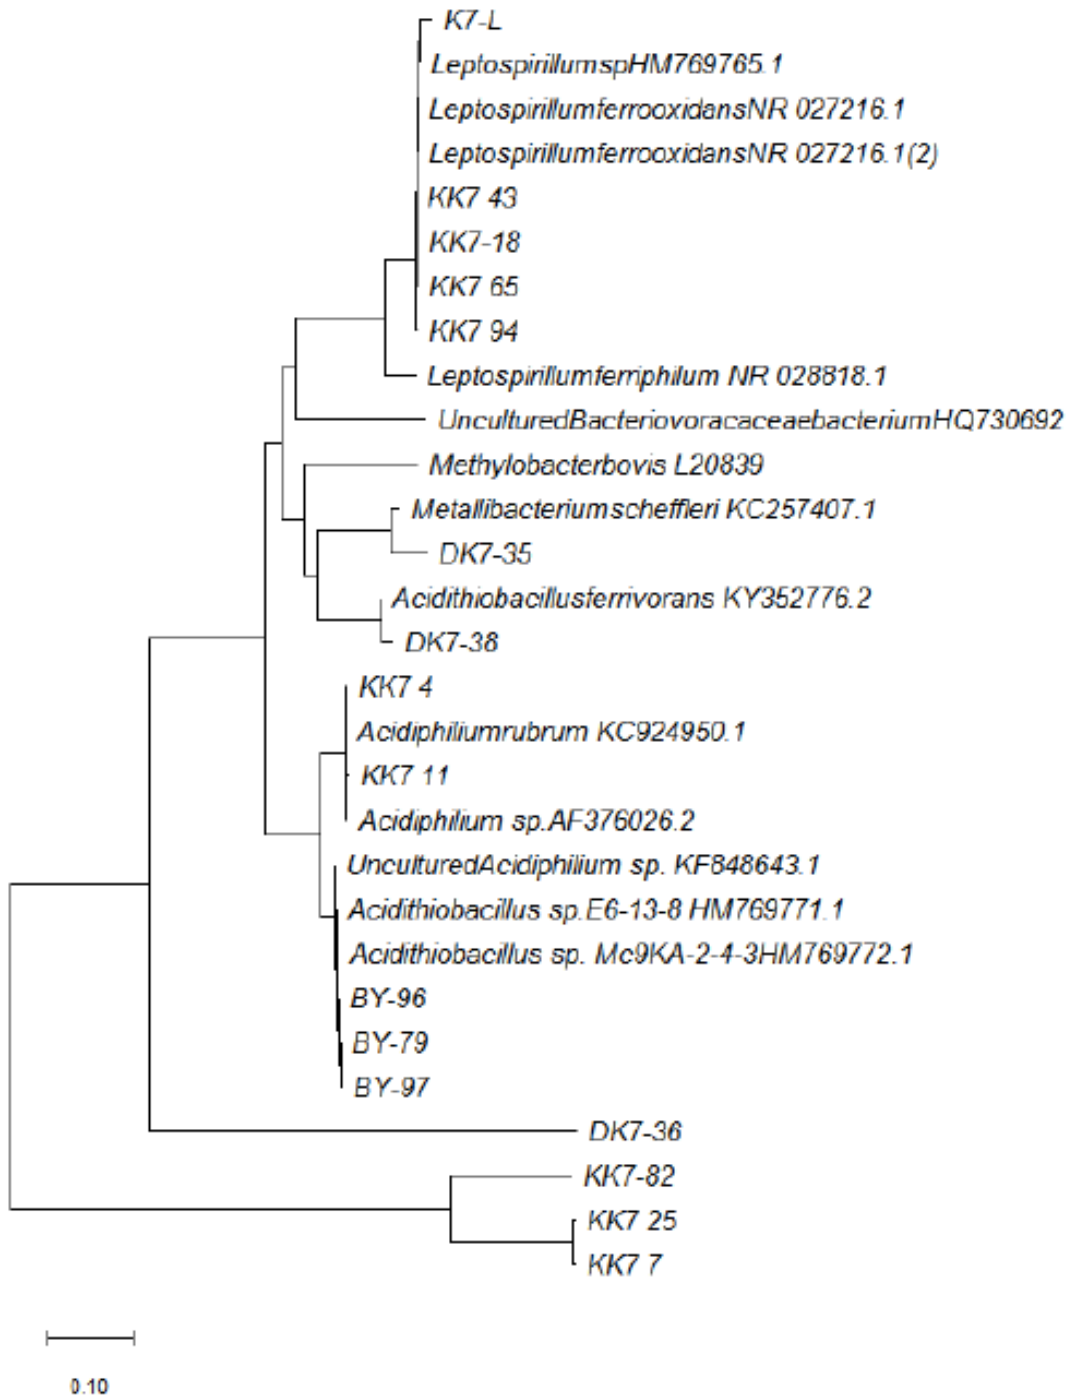 K7-L
LeptospirillumspHM769765.1
LeptospirillumferrooxidansNR 027216.1
LeptospirillumferrooxidansNR 027216.1(2)
KK7 43
KK7-18
KK7 65
KK7 94
Leptospirillumferriphilum NR 028818.1
UnculturedBacteriovoracaceaebacteriumHQ730692
Methylobacterbovis L20839
Metallibacteriumscheffleri KC257407.1
DK7-35
Acidithiobacillusferrivorans KY352776.2
DK7-38
KK7 4
Acidiphiliumrubrum KC924950.1
KK7 11
Acidiphilium sp.AF376026.2
UnculturedAcidiphilium sp. KF848643.1
Acidithiobacillus sp.E6-13-8 HM769771.1
Acidithiobacillus sp. Mc9KA-2-4-3HM769772.1
BY-96
BY-79
BY-97
DK7-36
KK7-82
KK7 25
KK7 7
0.10